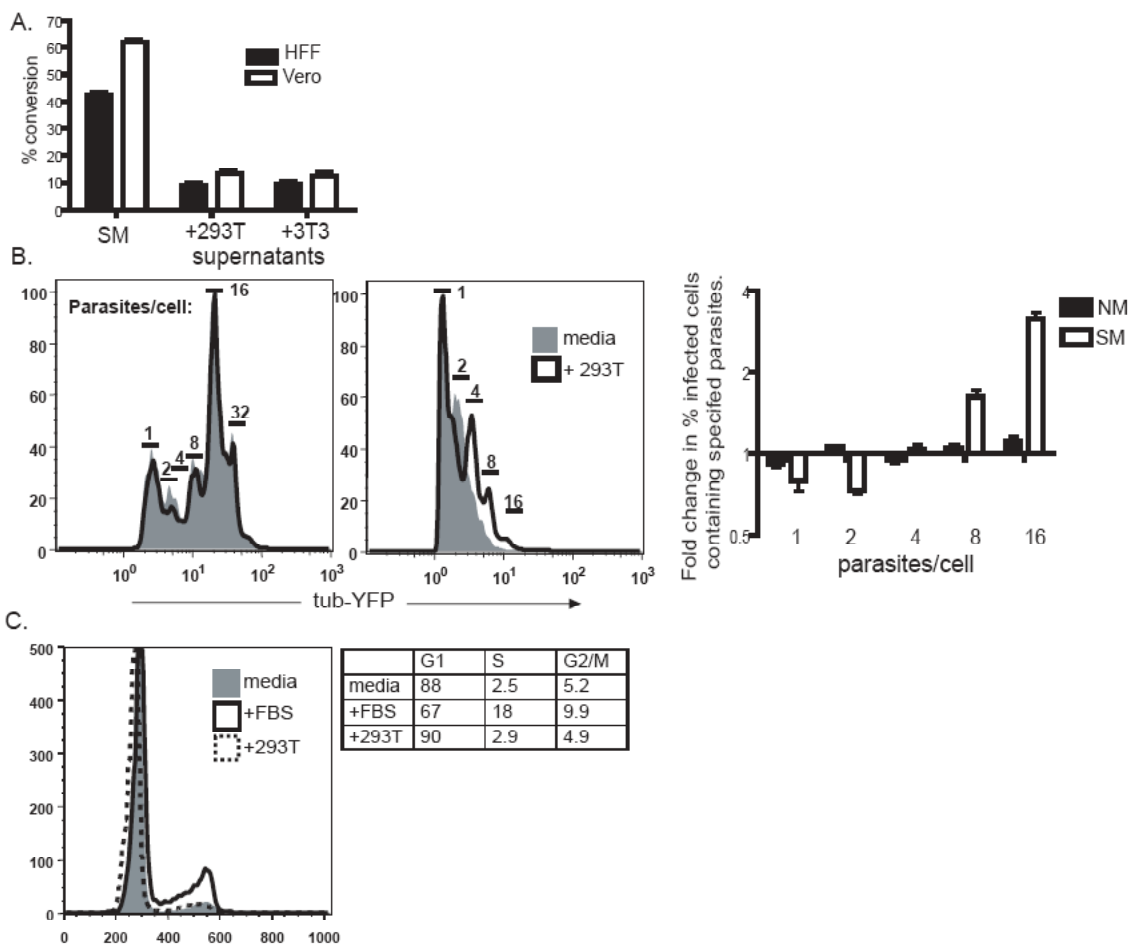 A.
70
60
50
40
30
20
10
0
% conversion
HFF
Vero
SM
+293T
+3T3
supernatants
B.
100
80
60
40
20
0
Parasites/cell:
1
2
4
8
16
32
10^0
10^1
10^2
10^3
100
80
60
40
20
0
1
2
4
8
16
media
+ 293T
10^0
10^1
10^2
10^3
tub-YFP
Fold change in % infected cells
containing specifed parasites.
4
2
1
0.5
NM
SM
1
2
4
8
16
parasites/cell
C.
500
400
300
200
100
0
0
200
400
600
800
1000
media
+FBS
+293T
G1 S G2/M
media 88 2.5 5.2
+FBS 67 18 9.9
+293T 90 2.9 4.9